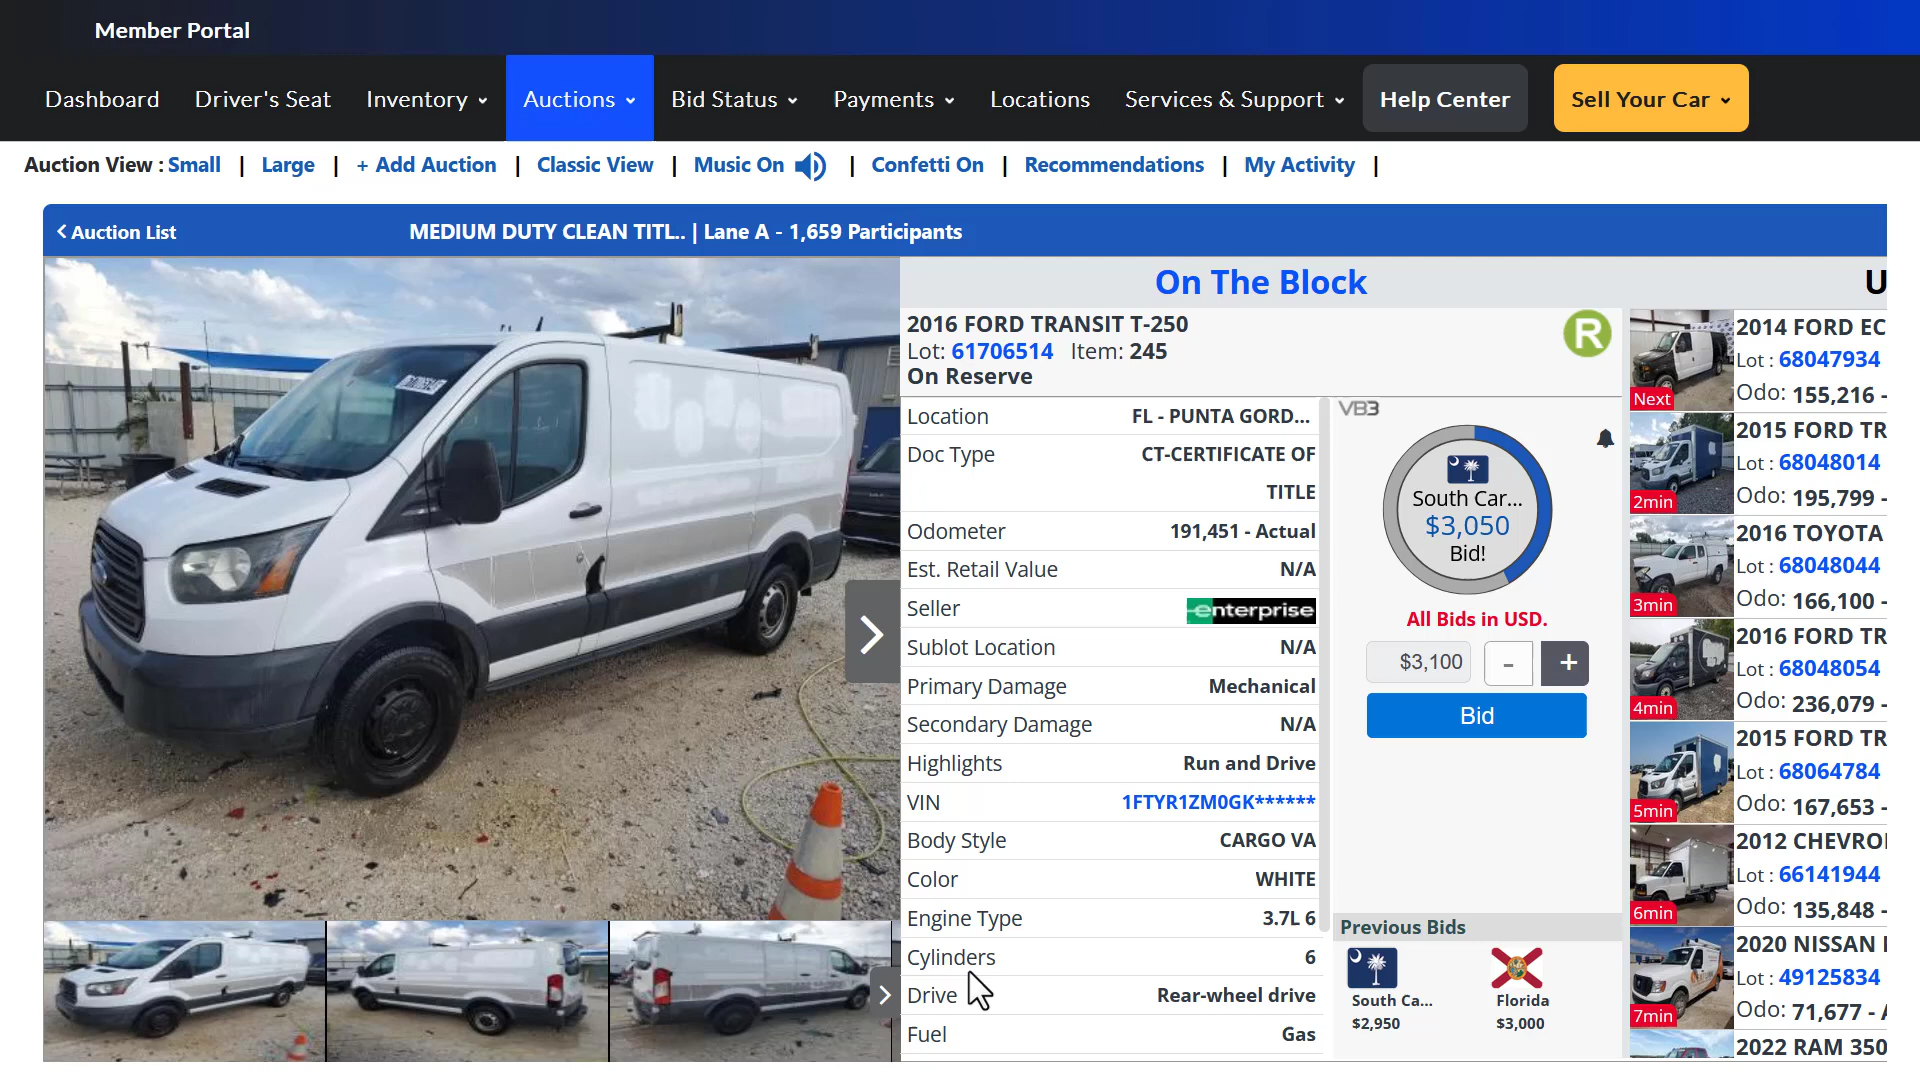 Member Portal
Dashboard Driver's Seat Inventory Auctions Bid Status Payments Locations Services & Support Help Center Sell Your Car
Auction View : Small | Large | + Add Auction | Classic View | Music On | Confetti On | Recommendations | My Activity |
Auction List MEDIUM DUTY CLEAN TITL.. | Lane A - 1,659 Participants
On The Block
U
2016 FORD TRANSIT T-250
Lot: 61706514 Item: 245
On Reserve
R
Location FL - PUNTA GORD...
Doc Type CT-CERTIFICATE OF
TITLE
Odometer 191,451 - Actual
Est. Retail Value N/A
Seller enterprise
Sublot Location N/A
Primary Damage Mechanical
Secondary Damage N/A
Highlights Run and Drive
VIN 1FTYR1ZM0GK******
Body Style CARGO VA
Color WHITE
Engine Type 3.7L 6
Cylinders 6
Drive Rear-wheel drive
Fuel Gas
VB3
South Car...
$3,050
Bid!
All Bids in USD.
$3,100 - +
Bid
Previous Bids
South Ca...
$2,950
Florida
$3,000
2014 FORD EC
Lot : 68047934
Odo: 155,216 -
Next
2015 FORD TR
Lot : 68048014
Odo: 195,799 -
2min
2016 TOYOTA
Lot : 68048044
Odo: 166,100 -
3min
2016 FORD TR
Lot : 68048054
Odo: 236,079 -
4min
2015 FORD TR
Lot : 68064784
Odo: 167,653 -
5min
2012 CHEVRO
Lot : 66141944
Odo: 135,848 -
6min
2020 NISSAN
Lot : 49125834
Odo: 71,677 -
7min
2022 RAM 350